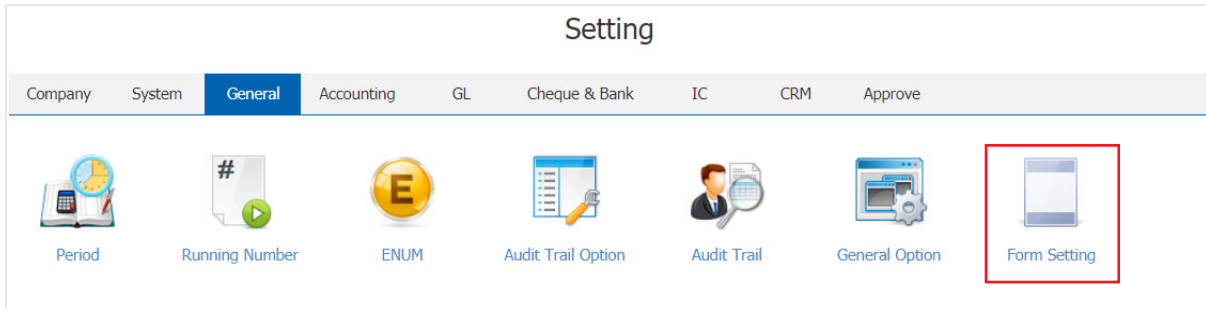 Setting
Company System General Accounting GL Cheque & Bank IC CRM Approve
#
E
Period Running Number ENUM Audit Trail Option Audit Trail General Option Form Setting